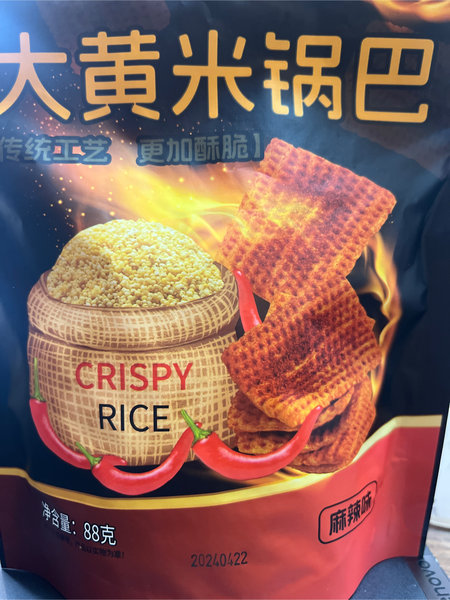 大黄米锅巴
传统工艺 更加酥脆】
CRISPY
RICE
净含量：88克
麻辣味
20240422